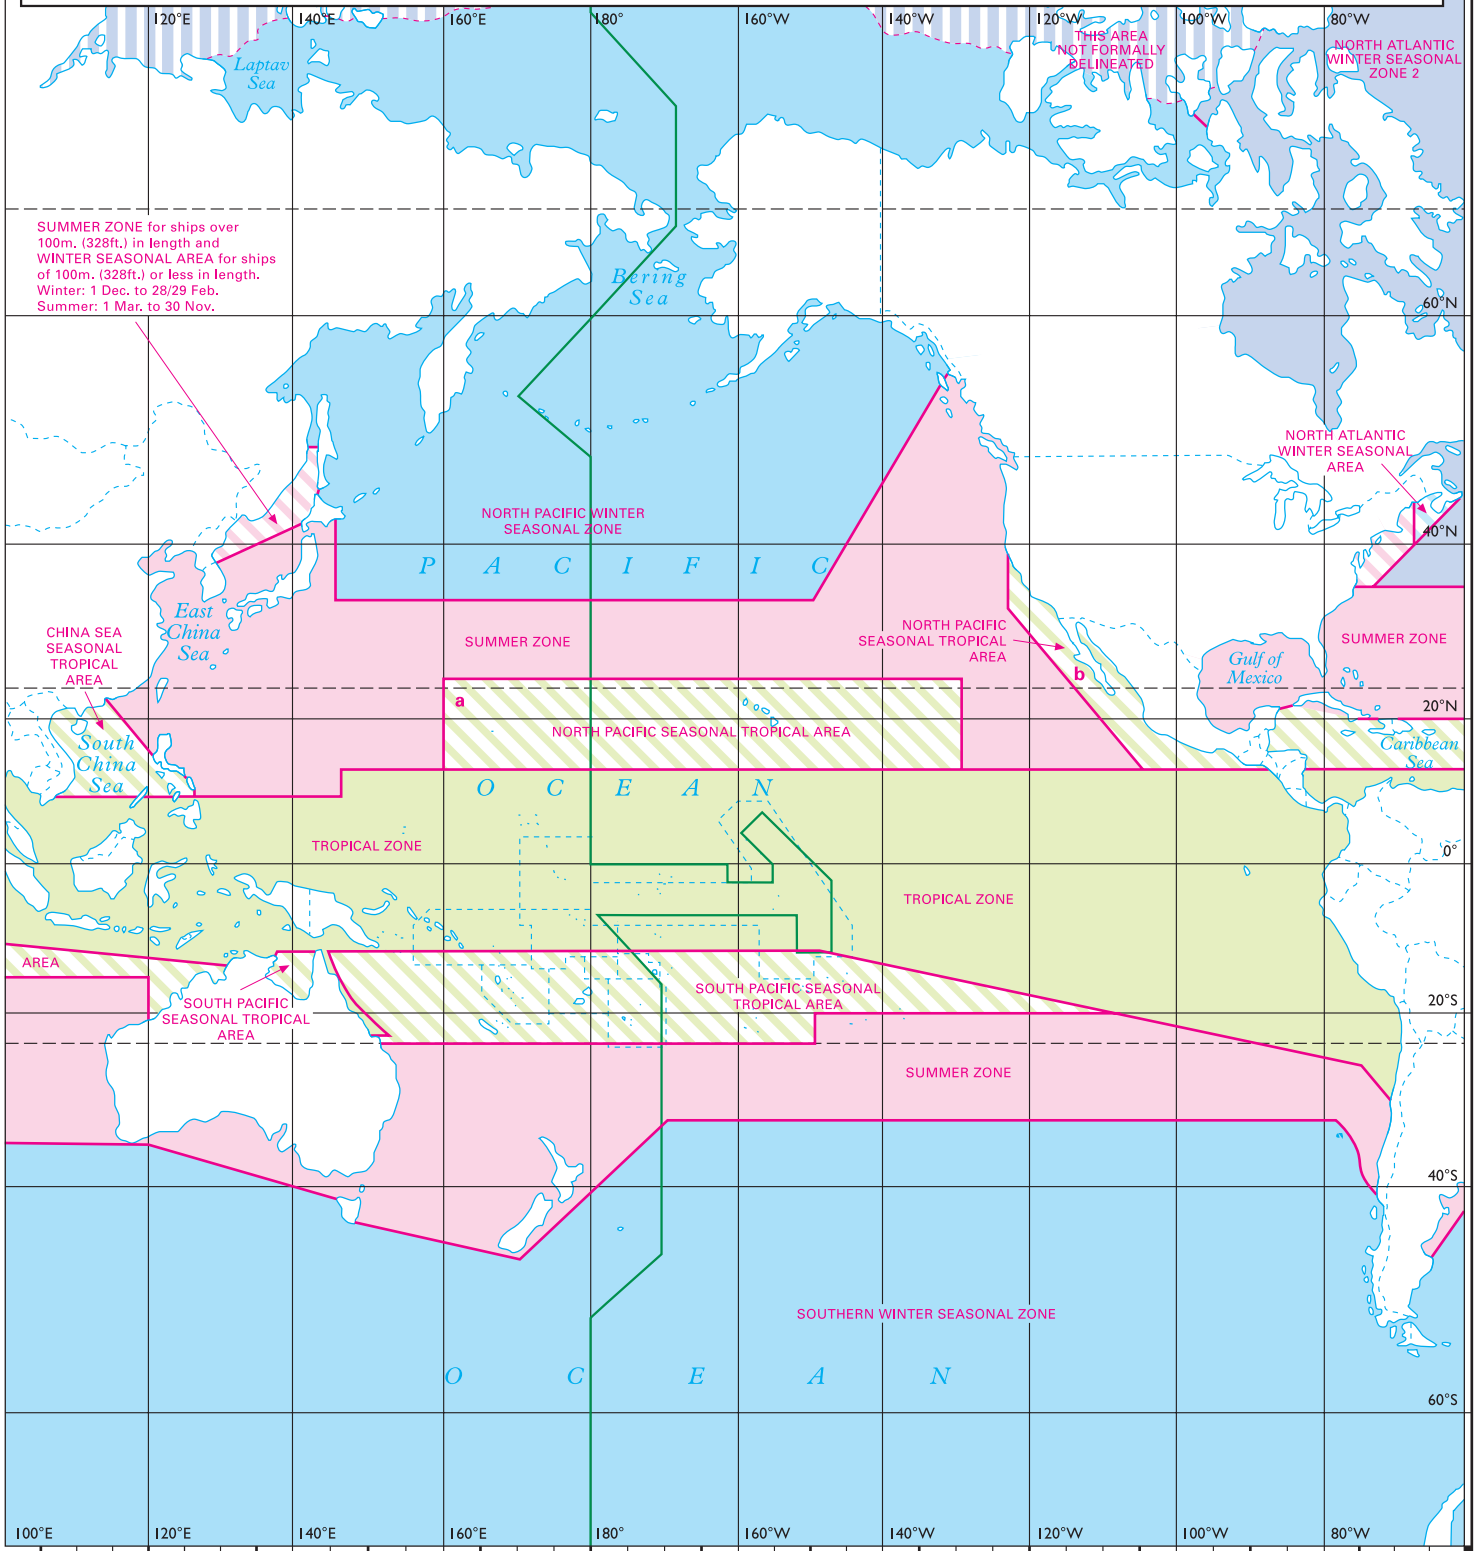 120°E
140°E
160°E
180°
160°W
140°W
120°W
100°W
80°W
THIS AREA
NOT FORMALLY
DELINEATED
NORTH ATLANTIC
WINTER SEASONAL
ZONE 2
Laptav
Sea
SUMMER ZONE for ships over
100m. (328ft.) in length and
WINTER SEASONAL AREA for ships
of 100m. (328ft.) or less in length.
Winter: 1 Dec. to 28/29 Feb.
Summer: 1 Mar. to 30 Nov.
Bering
Sea
60°N
NORTH ATLANTIC
WINTER SEASONAL
AREA
NORTH PACIFIC WINTER
SEASONAL ZONE
40°N
PACIFIC
East
China
Sea
CHINA SEA
SEASONAL
TROPICAL
AREA
SUMMER ZONE
NORTH PACIFIC
SEASONAL TROPICAL
AREA
SUMMER ZONE
Gulf of
Mexico
b
a
20°N
NORTH PACIFIC SEASONAL TROPICAL AREA
South
China
Sea
Caribbean
Sea
OCEAN
TROPICAL ZONE
0°
TROPICAL ZONE
AREA
SOUTH PACIFIC
SEASONAL TROPICAL
AREA
SOUTH PACIFIC SEASONAL
TROPICAL AREA
20°S
SUMMER ZONE
40°S
SOUTHERN WINTER SEASONAL ZONE
OCEAN
60°S
100°E
120°E
140°E
160°E
180°
160°W
140°W
120°W
100°W
80°W